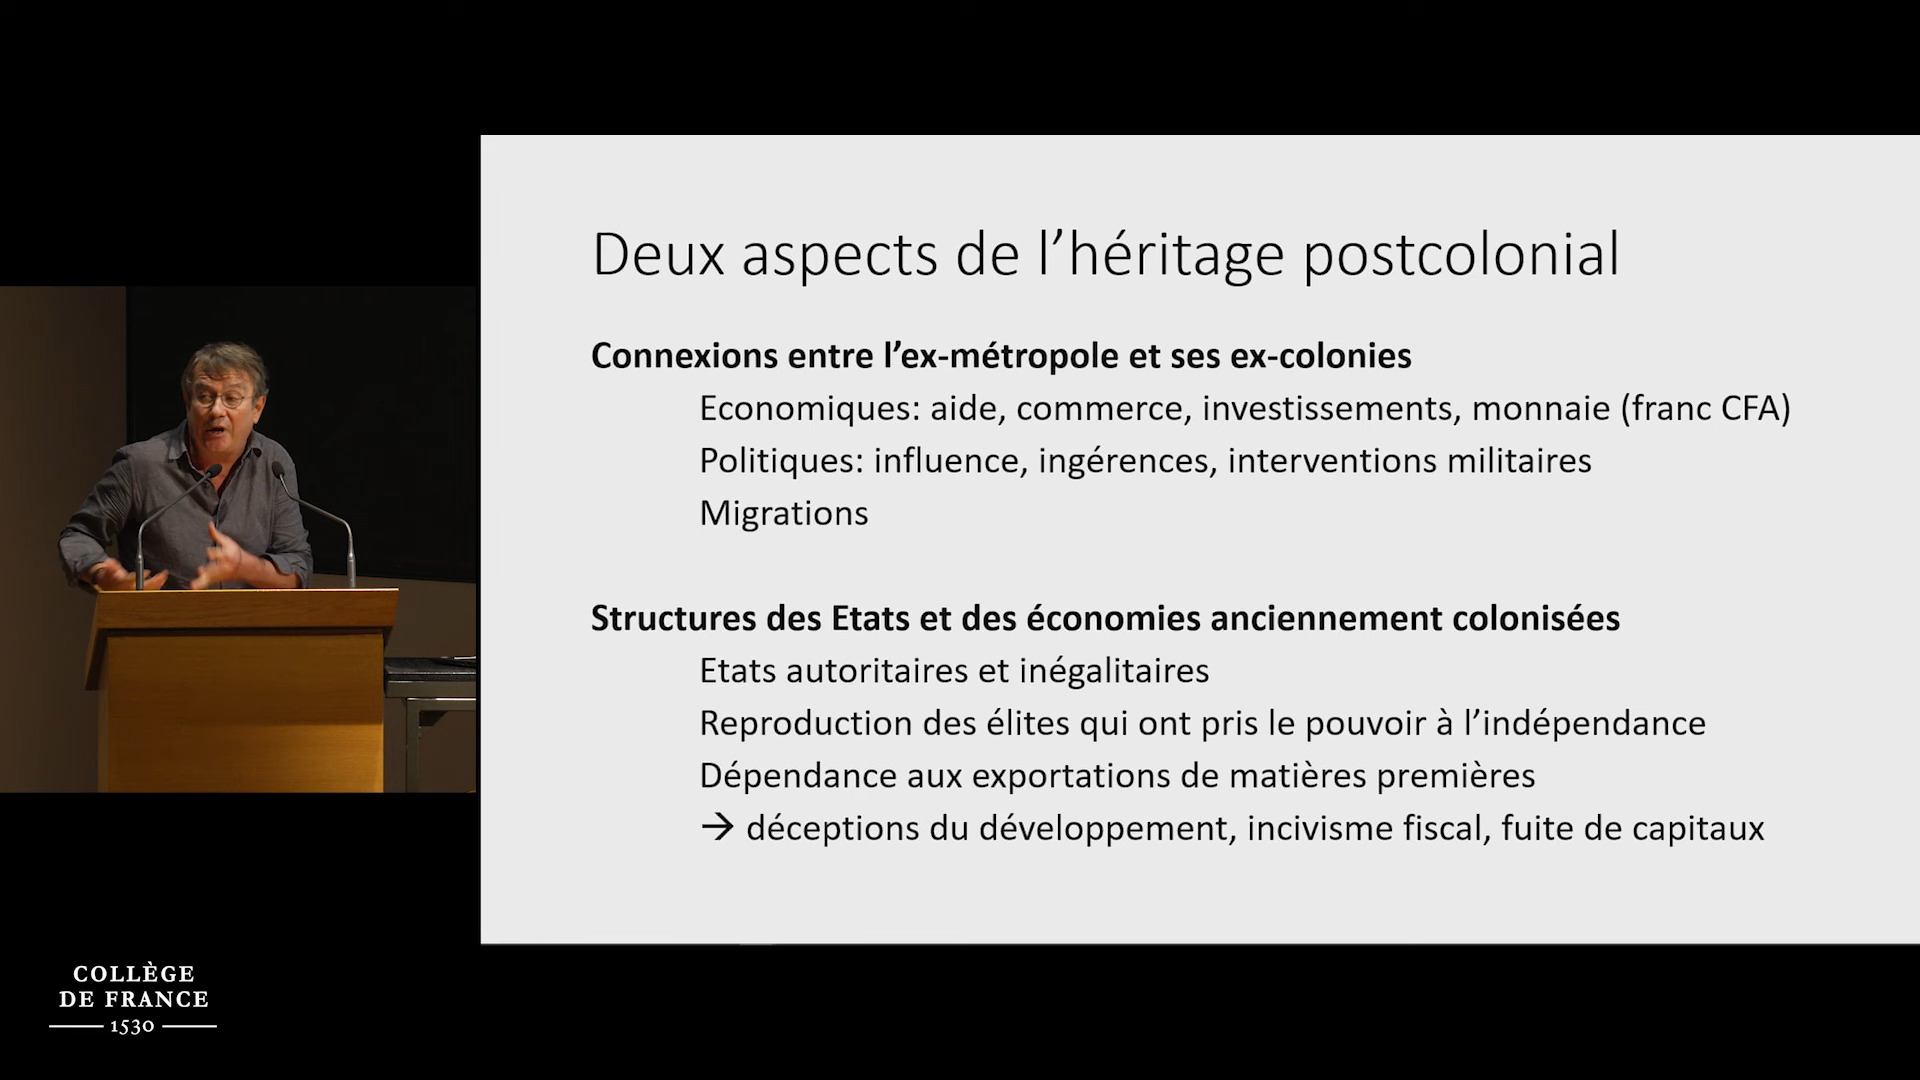 Deux aspects de l’héritage postcolonial
Connexions entre l’ex-métropole et ses ex-colonies
Economiques: aide, commerce, investissements, monnaie (franc CFA)
Politiques: influence, ingérences, interventions militaires
Migrations
Structures des Etats et des économies anciennement colonisées
Etats autoritaires et inégalitaires
Reproduction des élites qui ont pris le pouvoir à l’indépendance
Dépendance aux exportations de matières premières
→ déceptions du développement, incivisme fiscal, fuite de capitaux
COLLÈGE
DE FRANCE
1530